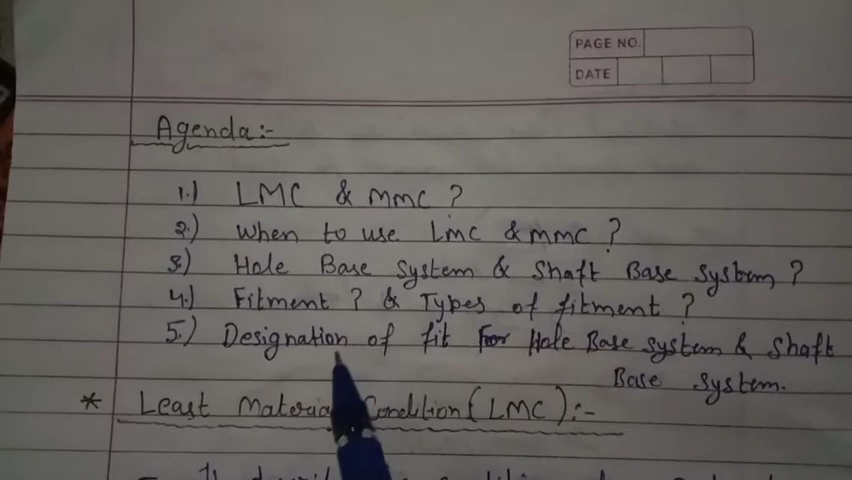 PAGE NO.
DATE
Agenda:-
1.) LMC & MMC ?
2.) When to use LMC & MMC ?
3.) Hole Base System & Shaft Base System ?
4.) Fitment ? & Types of fitment ?
5.) Designation of fit For Hole Base System & Shaft
Base System.
* Least Material Condition (LMC):-